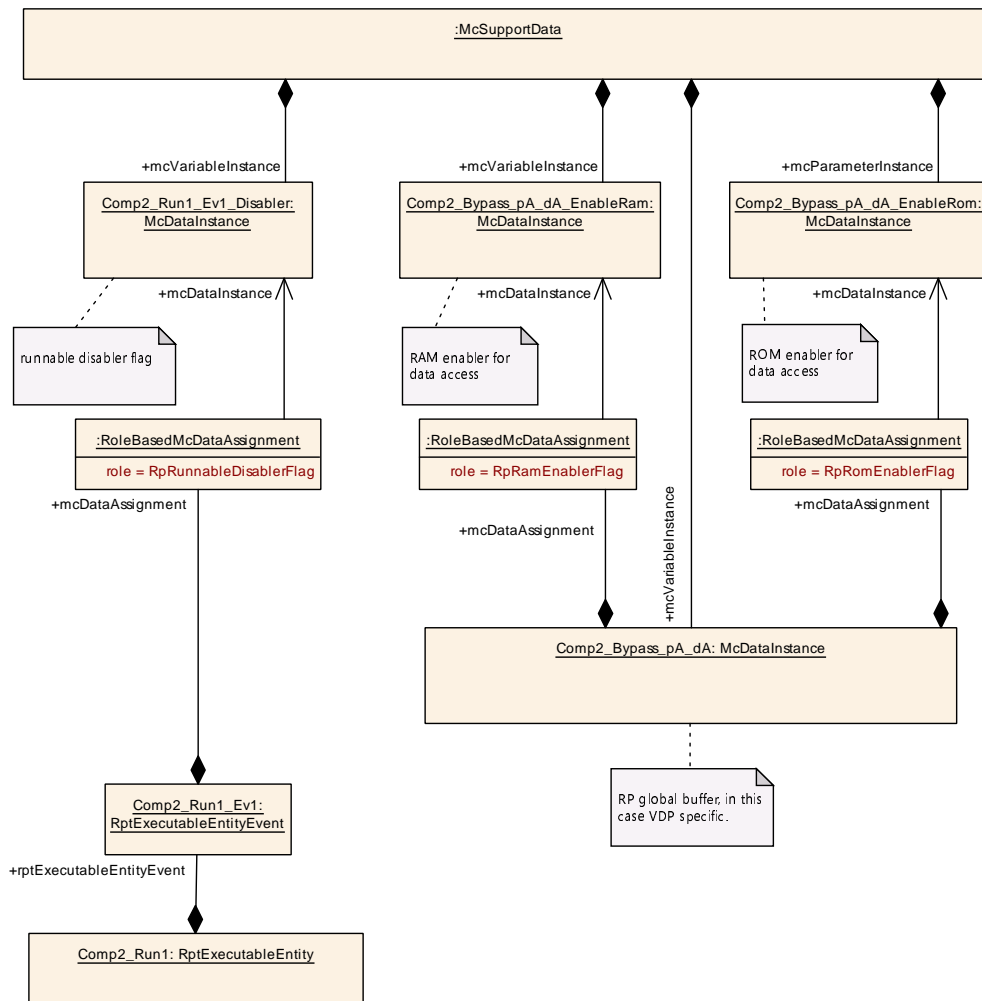 :McSupportData
+mcVariableInstance
+mcVariableInstance
+mcParameterInstance
Comp2_Run1_Ev1_Disabler:
McDataInstance
Comp2_Bypass_pA_dA_EnableRam:
McDataInstance
Comp2_Bypass_pA_dA_EnableRom:
McDataInstance
+mcDataInstance
+mcDataInstance
+mcDataInstance
runnable disabler flag
RAM enabler for
data access
ROM enabler for
data access
:RoleBasedMcDataAssignment
role = RpRunnableDisablerFlag
:RoleBasedMcDataAssignment
role = RpRamEnablerFlag
:RoleBasedMcDataAssignment
role = RpRomEnablerFlag
+mcDataAssignment
+mcDataAssignment
+mcDataAssignment
+mcVariableInstance
Comp2_Bypass_pA_dA: McDataInstance
RP global buffer, in this
case VDP specific.
Comp2_Run1_Ev1:
RptExecutableEntityEvent
+rptExecutableEntityEvent
Comp2_Run1: RptExecutableEntity